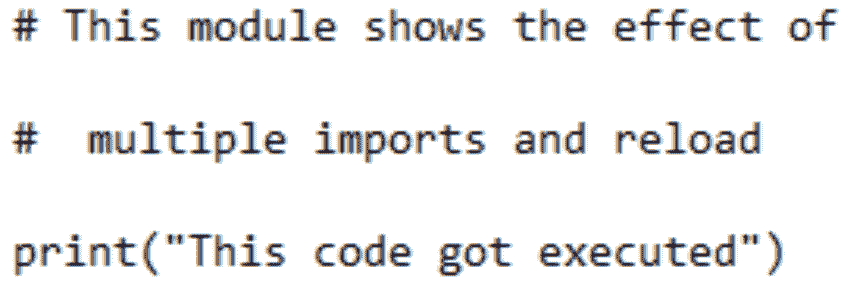 # This module shows the effect of
#  multiple imports and reload
print("This code got executed")